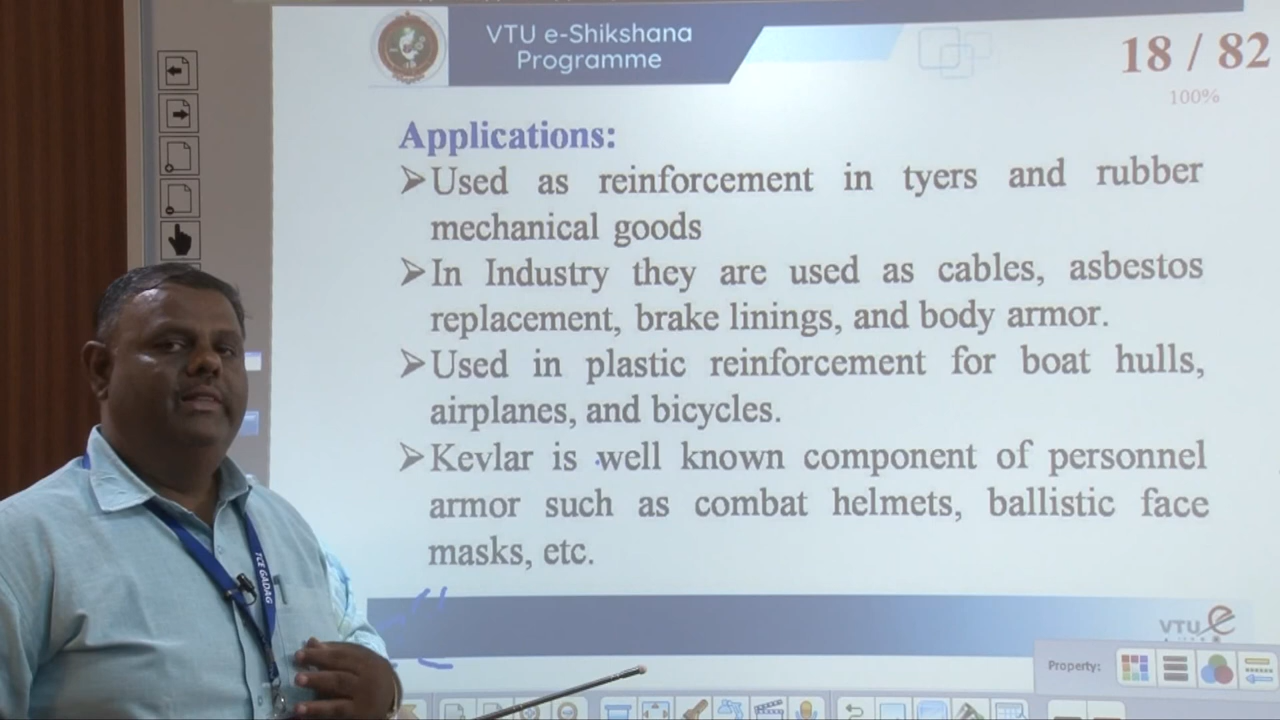 VTU e-Shikshana
Programme
18 / 82
100%
Applications:
➢Used as reinforcement in tyers and rubber
mechanical goods
➢In Industry they are used as cables, asbestos
replacement, brake linings, and body armor.
➢Used in plastic reinforcement for boat hulls,
airplanes, and bicycles.
➢Kevlar is well known component of personnel
armor such as combat helmets, ballistic face
masks, etc.
TCE GADAG
VTU e
Property: